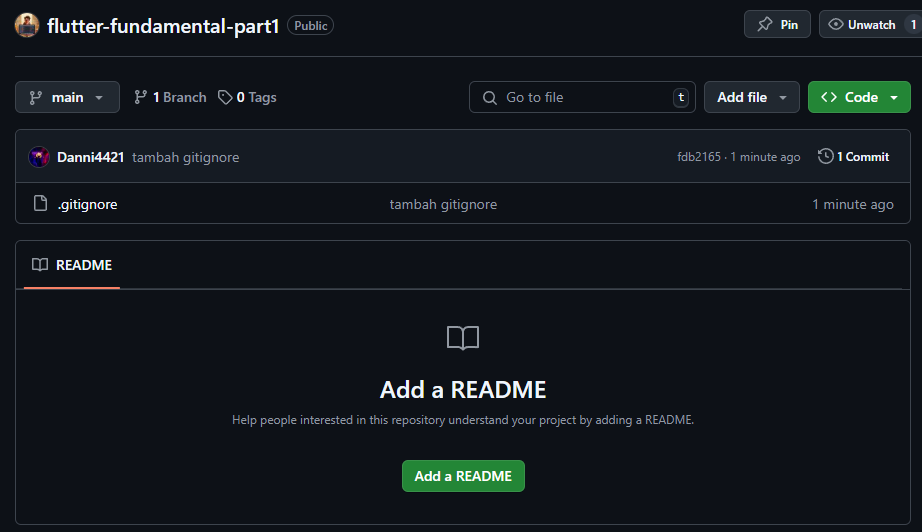 flutter-fundamental-part1 Public Pin Unwatch 1
main 1 Branch 0 Tags Go to file t Add file Code
Danni4421 tambah gitignore fdb2165 · 1 minute ago 1 Commit
.gitignore tambah gitignore 1 minute ago
README
Add a README
Help people interested in this repository understand your project by adding a README.
Add a README